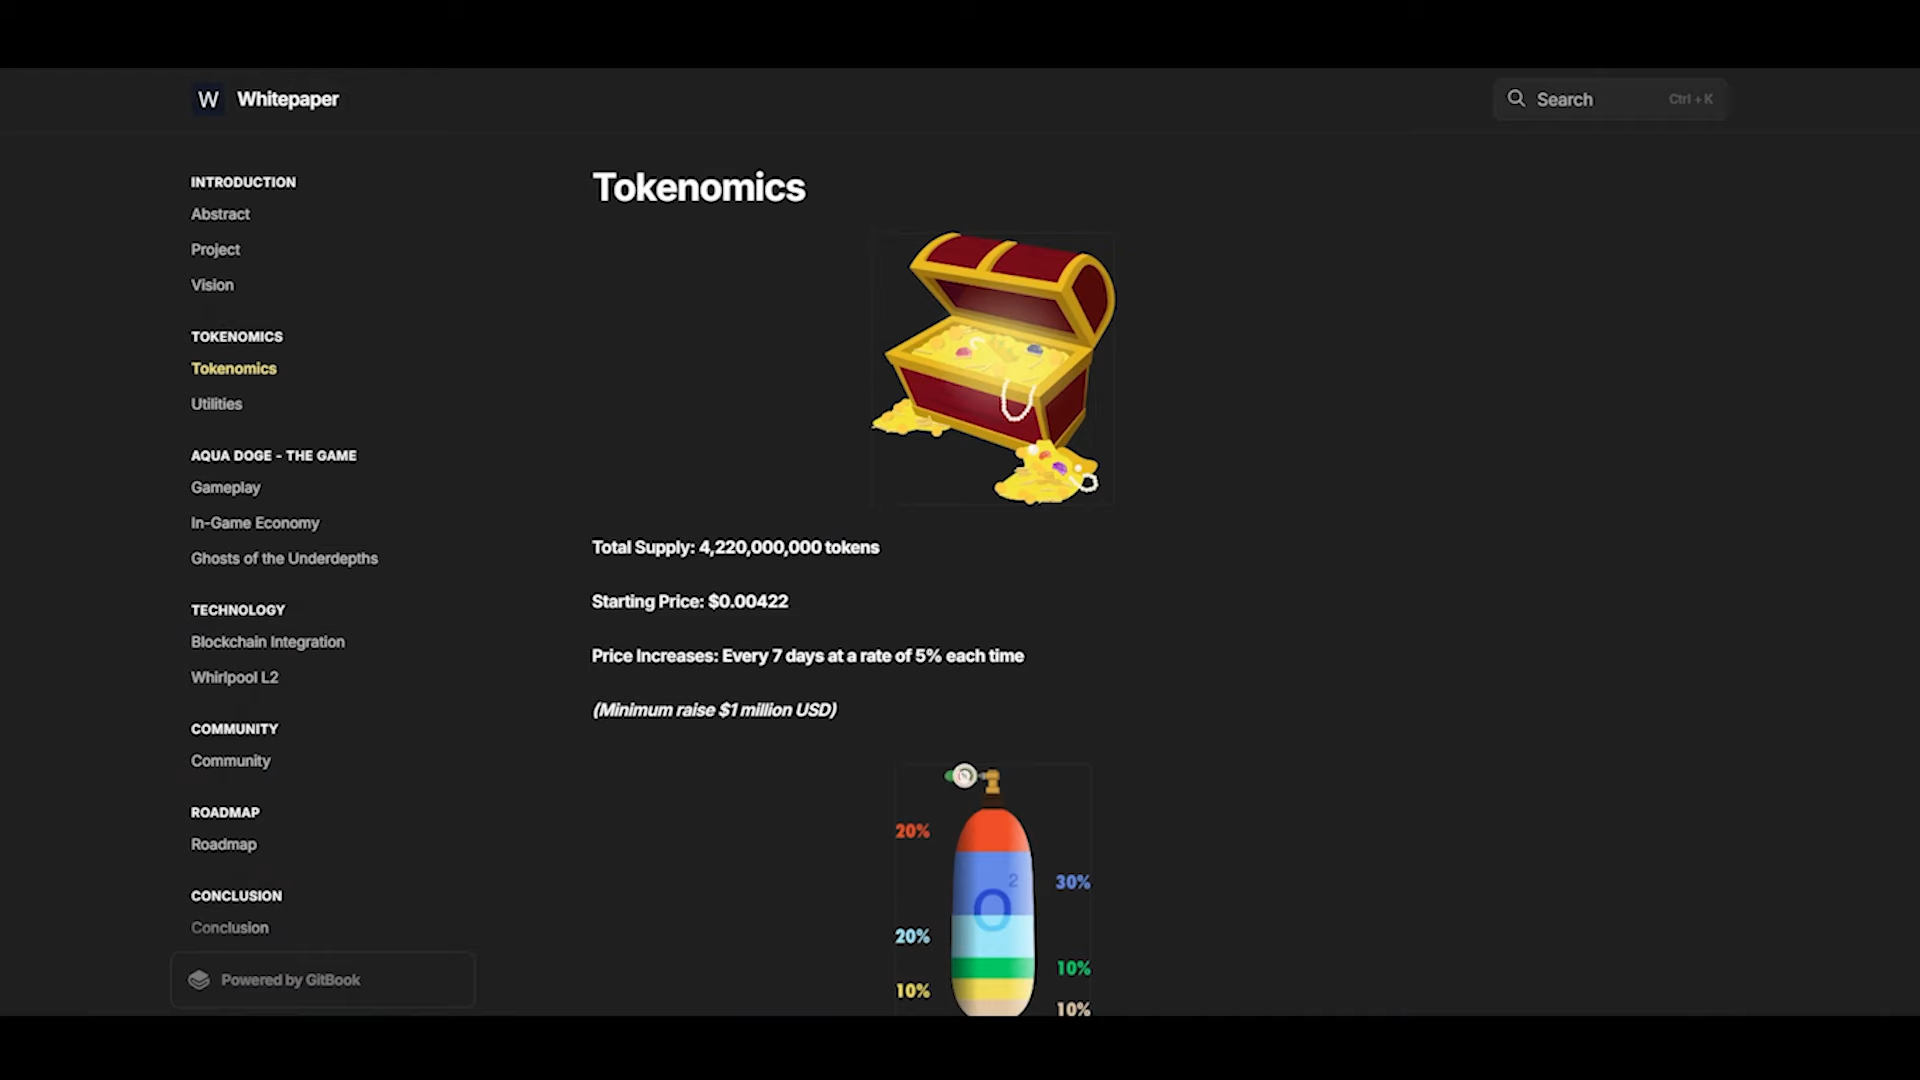 W Whitepaper
Search Ctrl + K
INTRODUCTION
Abstract
Project
Vision
TOKENOMICS
Tokenomics
Utilities
AQUA DOGE - THE GAME
Gameplay
In-Game Economy
Ghosts of the Underdepths
TECHNOLOGY
Blockchain Integration
Whirlpool L2
COMMUNITY
Community
ROADMAP
Roadmap
CONCLUSION
Conclusion
Powered by GitBook
Tokenomics
Total Supply: 4,220,000,000 tokens
Starting Price: $0.00422
Price Increases: Every 7 days at a rate of 5% each time
(Minimum raise $1 million USD)
20%
30%
O2
20%
10%
10%
10%